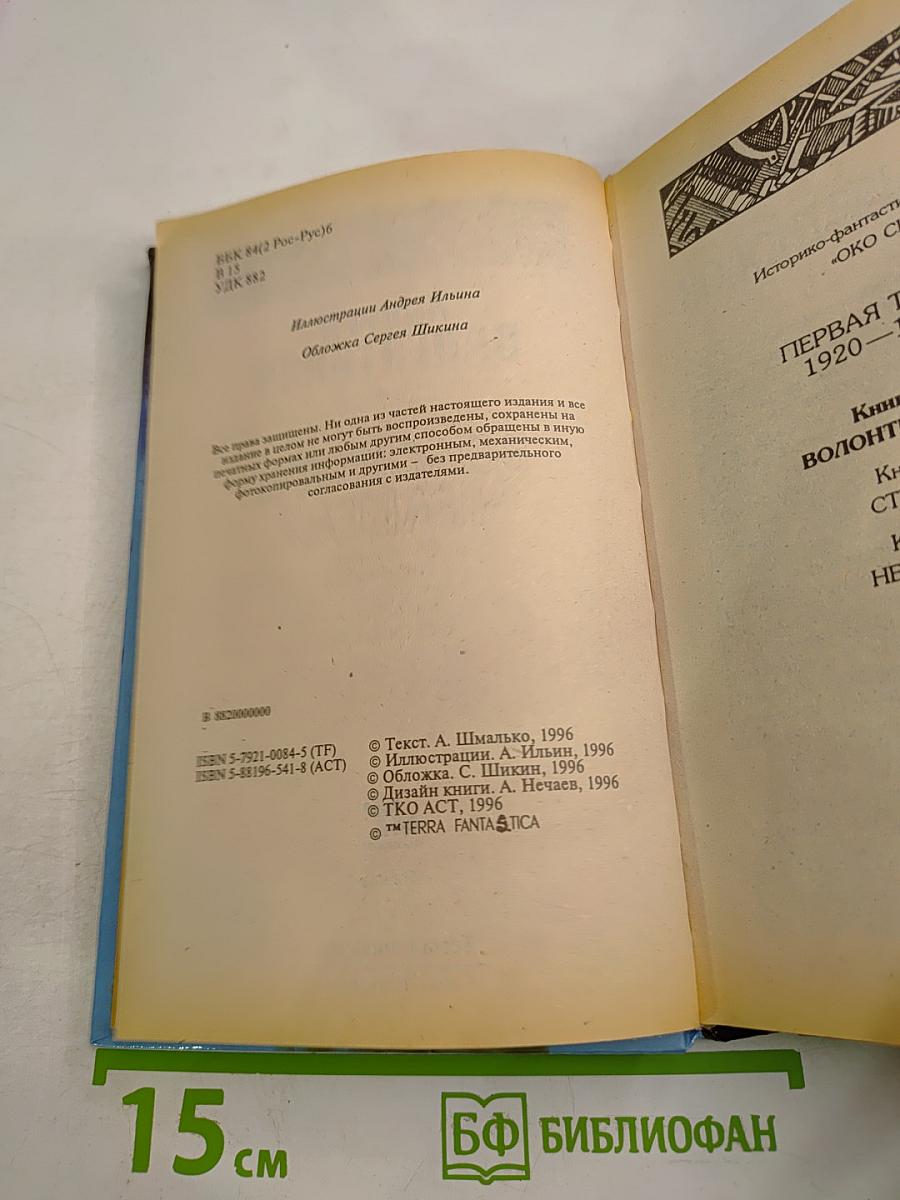 ББК 84(2 Рос-Рус)6
В 15
УДК 882
Иллюстрации Андрея Ильина
Обложка Сергея Шикина
Все права защищены. Ни одна из частей настоящего издания и все
издание в целом не могут быть воспроизведены, сохранены на
печатных формах или любым другим способом обращены в иную
форму хранения информации: электронным, механическим,
фотокопировальным и другими – без предварительного
согласования с издателями.
В 8820000000
ISBN 5-7921-0084-5 (TF)
ISBN 5-88196-541-8 (АСТ)
© Текст. А. Шмалько, 1996
© Иллюстрации. А. Ильин, 1996
© Обложка. С. Шикин, 1996
© Дизайн книги. А. Нечаев, 1996
© ТКО АСТ, 1996
© ™TERRA FANTASTICA
Историко-фантасти
«ОКО С
ПЕРВАЯ Т
1920—1
Книг
ВОЛОНТ
Кн
СТ
К
НЕ
15 см
БФ БИБЛИОФАН